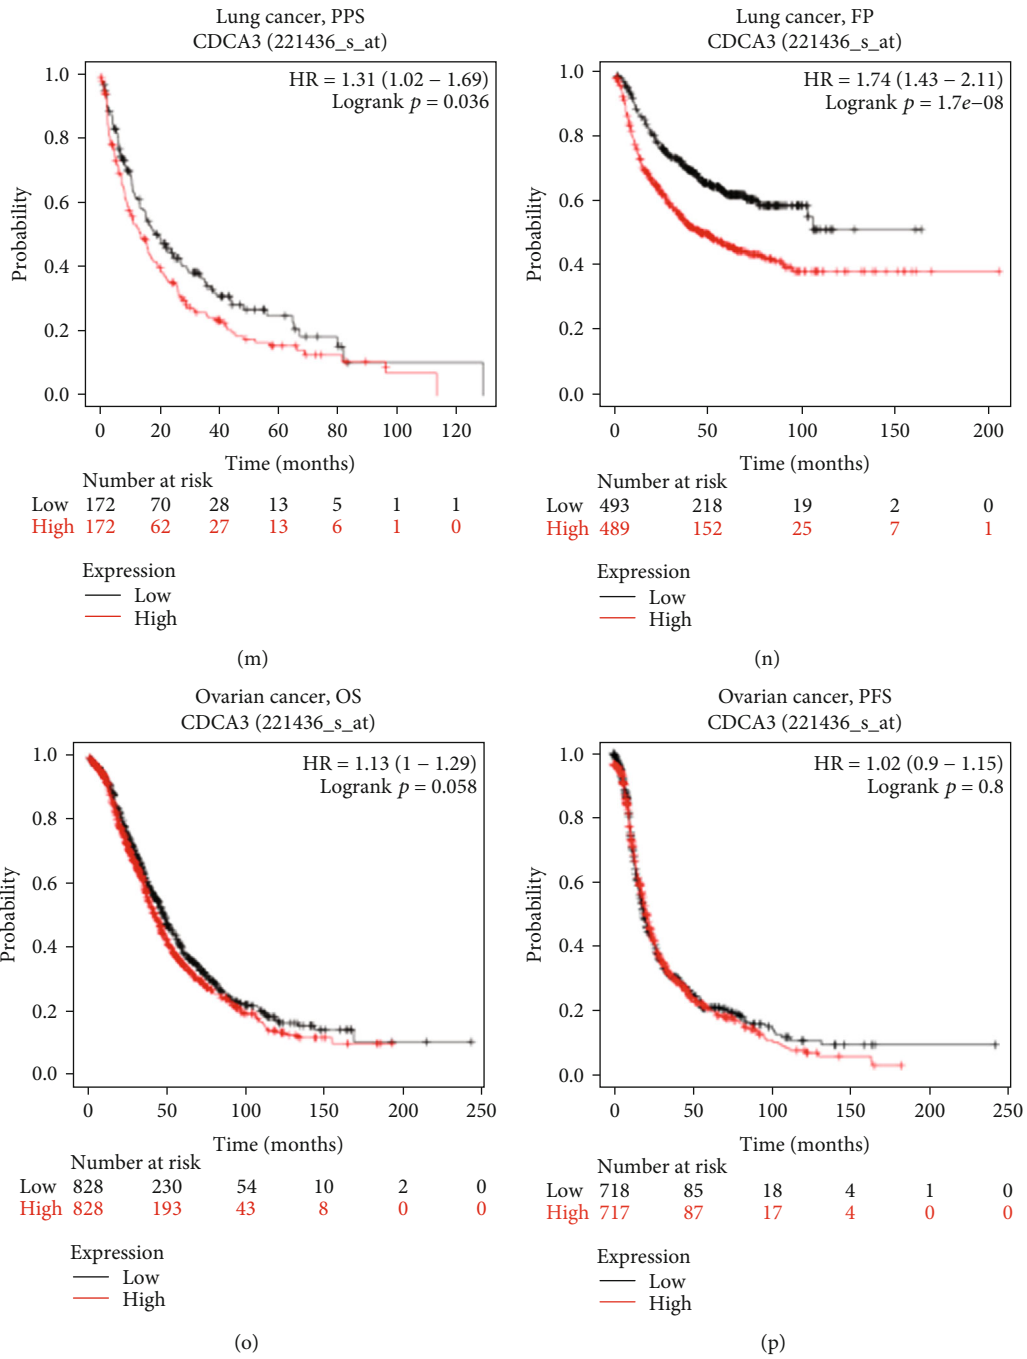 Lung cancer, PPS
CDCA3 (221436_s_at)
HR = 1.31 (1.02 – 1.69)
Logrank p = 0.036
1.0
0.8
0.6
0.4
0.2
0.0
Probability
0 20 40 60 80 100 120
Time (months)
Number at risk
Low 172 70 28 13 5 1 1
High 172 62 27 13 6 1 0
Expression
Low
High
(m)
Lung cancer, FP
CDCA3 (221436_s_at)
HR = 1.74 (1.43 – 2.11)
Logrank p = 1.7e–08
1.0
0.8
0.6
0.4
0.2
0.0
Probability
0 50 100 150 200
Time (months)
Number at risk
Low 493 218 19 2 0
High 489 152 25 7 1
Expression
Low
High
(n)
Ovarian cancer, OS
CDCA3 (221436_s_at)
HR = 1.13 (1 – 1.29)
Logrank p = 0.058
1.0
0.8
0.6
0.4
0.2
0.0
Probability
0 50 100 150 200 250
Time (months)
Number at risk
Low 828 230 54 10 2 0
High 828 193 43 8 0 0
Expression
Low
High
(o)
Ovarian cancer, PFS
CDCA3 (221436_s_at)
HR = 1.02 (0.9 – 1.15)
Logrank p = 0.8
1.0
0.8
0.6
0.4
0.2
0.0
Probability
0 50 100 150 200 250
Time (months)
Number at risk
Low 718 85 18 4 1 0
High 717 87 17 4 0 0
Expression
Low
High
(p)